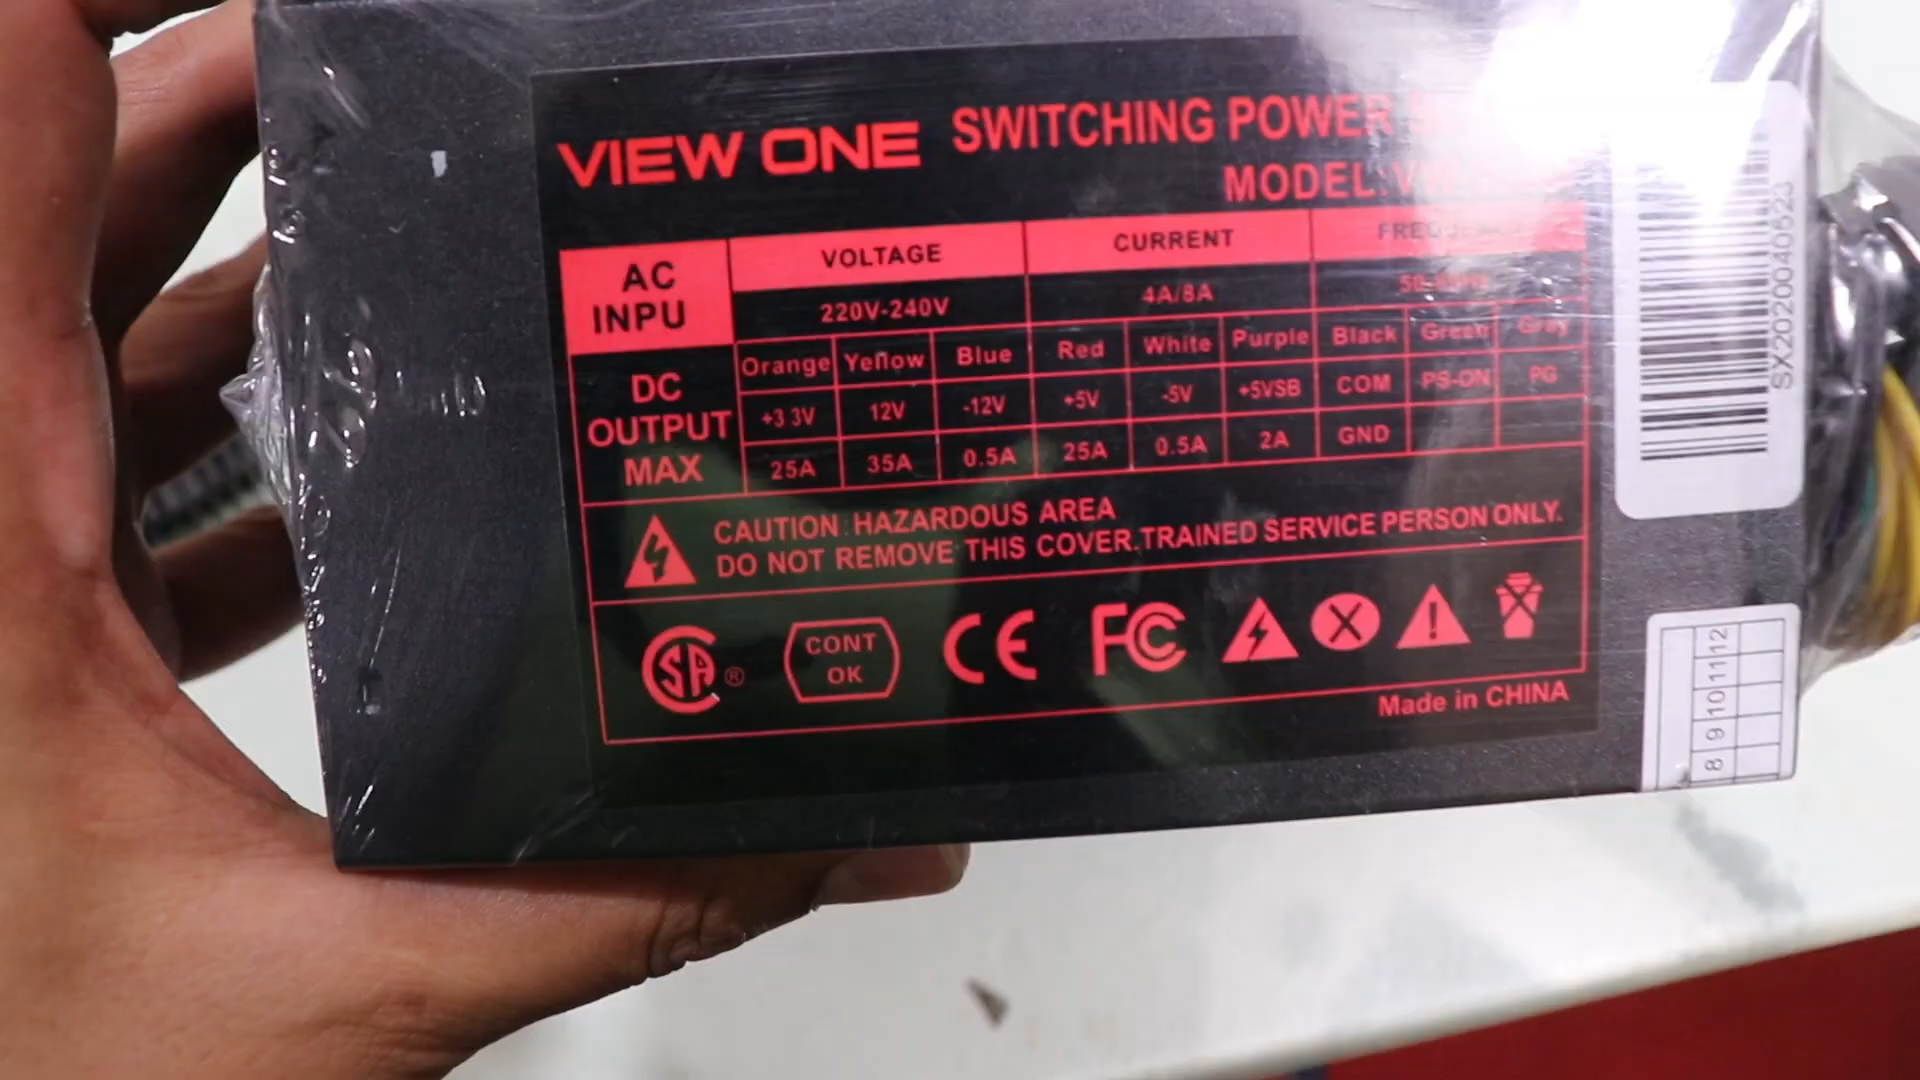 VIEW ONE SWITCHING POWER
MODEL:
AC INPU
VOLTAGE CURRENT
220V-240V 4A/8A
DC OUTPUT MAX
Orange Yellow Blue Red White Purple Black Green Gray
+3 3V 12V -12V +5V -5V +5VSB COM PS-ON PG
25A 35A 0.5A 25A 0.5A 2A GND
CAUTION:HAZARDOUS AREA
DO NOT REMOVE THIS COVER.TRAINED SERVICE PERSON ONLY.
SA ®
CONT
OK
CE FC
Made in CHINA
SX2020040523
8 9 10 11 12